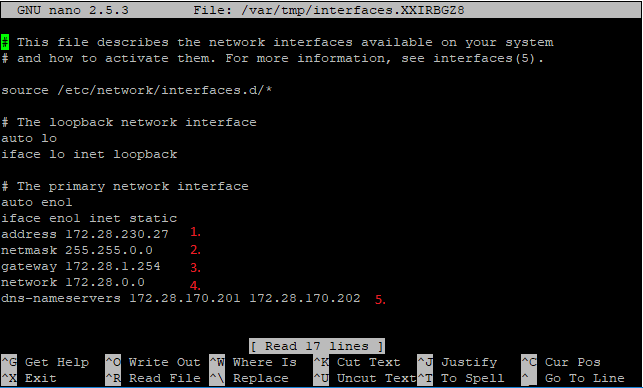 GNU nano 2.5.3 File: /var/tmp/interfaces.XXIRBGZ8
# This file describes the network interfaces available on your system
# and how to activate them. For more information, see interfaces(5).
source /etc/network/interfaces.d/*
# The loopback network interface
auto lo
iface lo inet loopback
# The primary network interface
auto eno1
iface eno1 inet static
address 172.28.230.27 1.
netmask 255.255.0.0 2.
gateway 172.28.1.254 3.
network 172.28.0.0 4.
dns-nameservers 172.28.170.201 172.28.170.202 5.
[ Read 17 lines ]
^G Get Help ^O Write Out ^W Where Is ^K Cut Text ^J Justify ^C Cur Pos
^X Exit ^R Read File ^\ Replace ^U Uncut Text ^T To Spell ^_ Go To Line